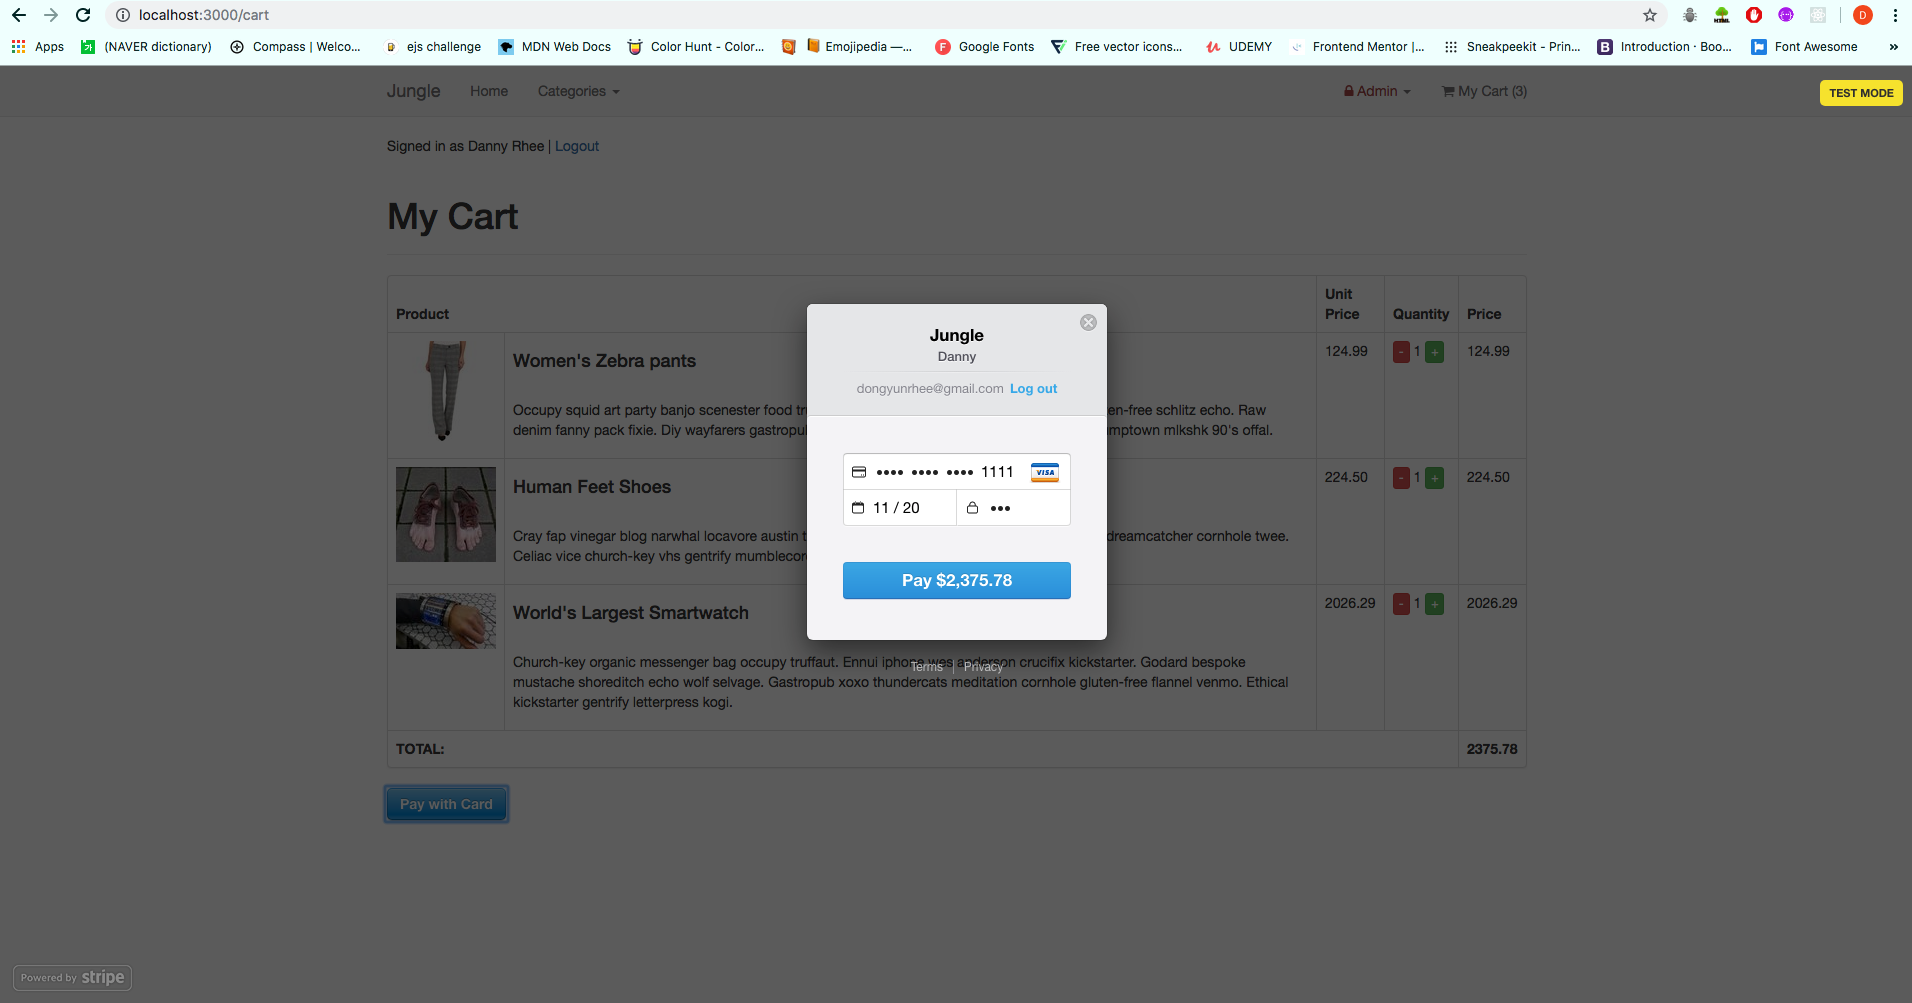 localhost:3000/cart
D
Apps
(NAVER dictionary)
Compass | Welco...
ejs challenge
MDN Web Docs
Color Hunt - Color...
Emojipedia —...
Google Fonts
Free vector icons...
UDEMY
Frontend Mentor |...
Sneakpeekit - Prin...
Introduction · Boo...
Font Awesome
»
Jungle
Home
Categories
Admin
My Cart (3)
TEST MODE
Signed in as Danny Rhee | Logout
My Cart
Product
Unit
Price
Quantity
Price
Women's Zebra pants
124.99
- 1 +
124.99
Occupy squid art party banjo scenester food
en-free schlitz echo. Raw
denim fanny pack fixie. Diy wayfarers
mlkshk 90's offal.
Human Feet Shoes
224.50
- 1 +
224.50
Cray fap vinegar blog narwhal locavore austin
dreamcatcher cornhole twee.
Celiac vice church-key vhs gentrify
World's Largest Smartwatch
2026.29
- 1 +
2026.29
Church-key organic messenger bag occupy truffaut. Ennui iphone wes anderson crucifix kickstarter. Godard bespoke
mustache shoreditch echo wolf selvage. Gastropub xoxo thundercats meditation cornhole gluten-free flannel venmo. Ethical
kickstarter gentrify letterpress kogi.
TOTAL:
2375.78
Pay with Card
Jungle
Danny
dongyunrhee@gmail.com Log out
•••• •••• •••• 1111
VISA
11 / 20
•••
Pay $2,375.78
Terms | Privacy
Powered by stripe